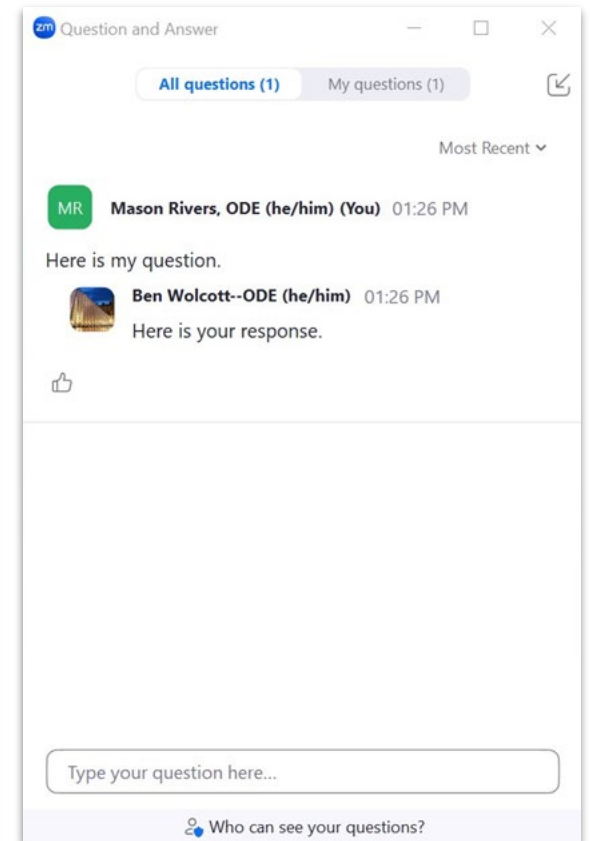 zm Question and Answer
All questions (1) My questions (1)
Most Recent
MR Mason Rivers, ODE (he/him) (You) 01:26 PM
Here is my question.
Ben Wolcott--ODE (he/him) 01:26 PM
Here is your response.
Type your question here...
Who can see your questions?